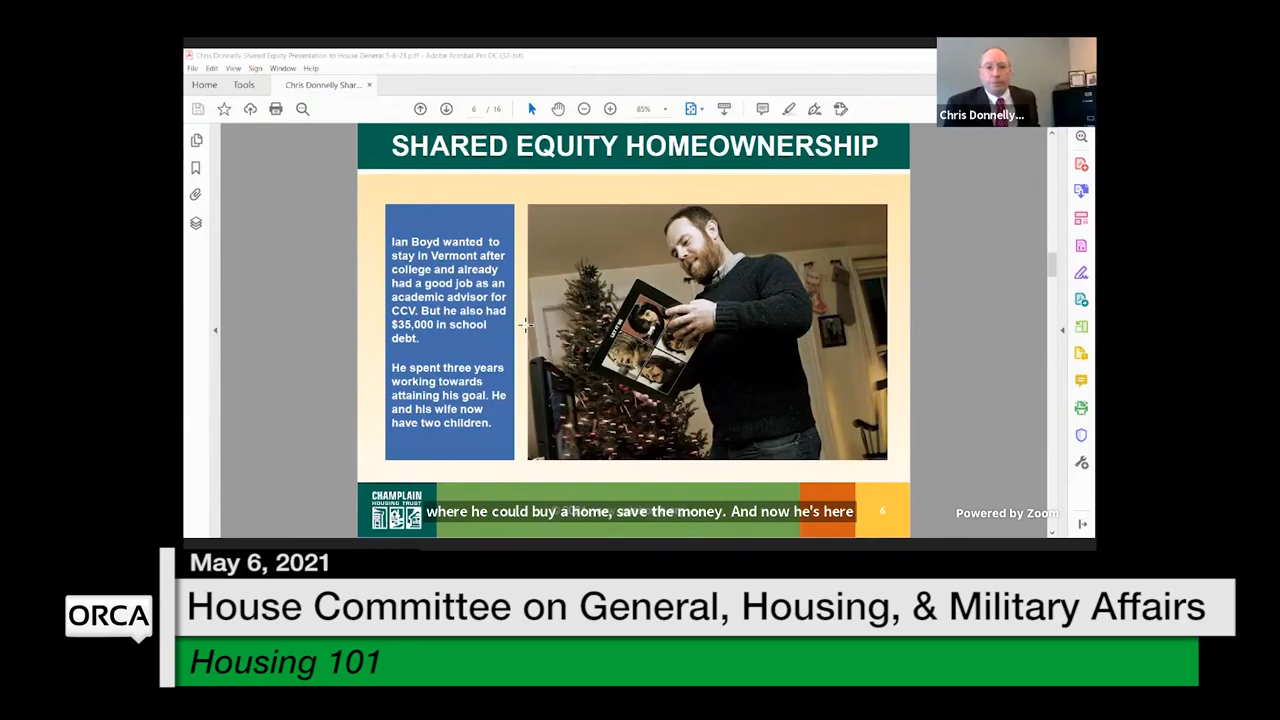 Chris Donnelly Shared Equity Presentation to House General 5-6-21.pdf - Adobe Acrobat Pro DC (32-bit)
File Edit View Sign Window Help
Home Tools Chris Donnelly Shar... ×
6 / 16 85%
Chris Donnelly...
SHARED EQUITY HOMEOWNERSHIP
Ian Boyd wanted to
stay in Vermont after
college and already
had a good job as an
academic advisor for
CCV. But he also had
$35,000 in school
debt.
He spent three years
working towards
attaining his goal. He
and his wife now
have two children.
LET IT BE
CHAMPLAIN
HOUSING TRUST
where he could buy a home, save the money. And now he's here
6
Powered by Zoom
May 6, 2021
ORCA
House Committee on General, Housing, & Military Affairs
Housing 101